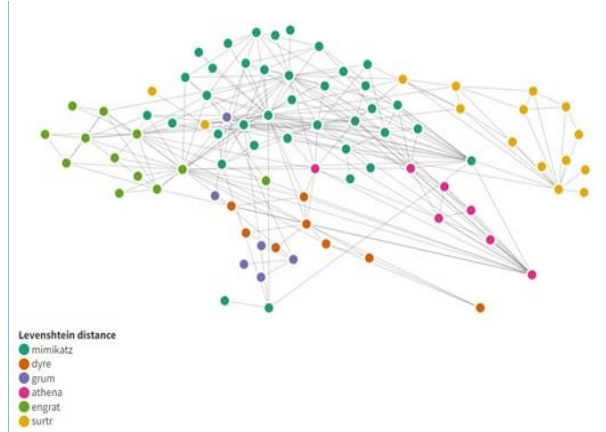 Levenshtein distance
mimikatz
dyre
grum
athena
engrat
surtr